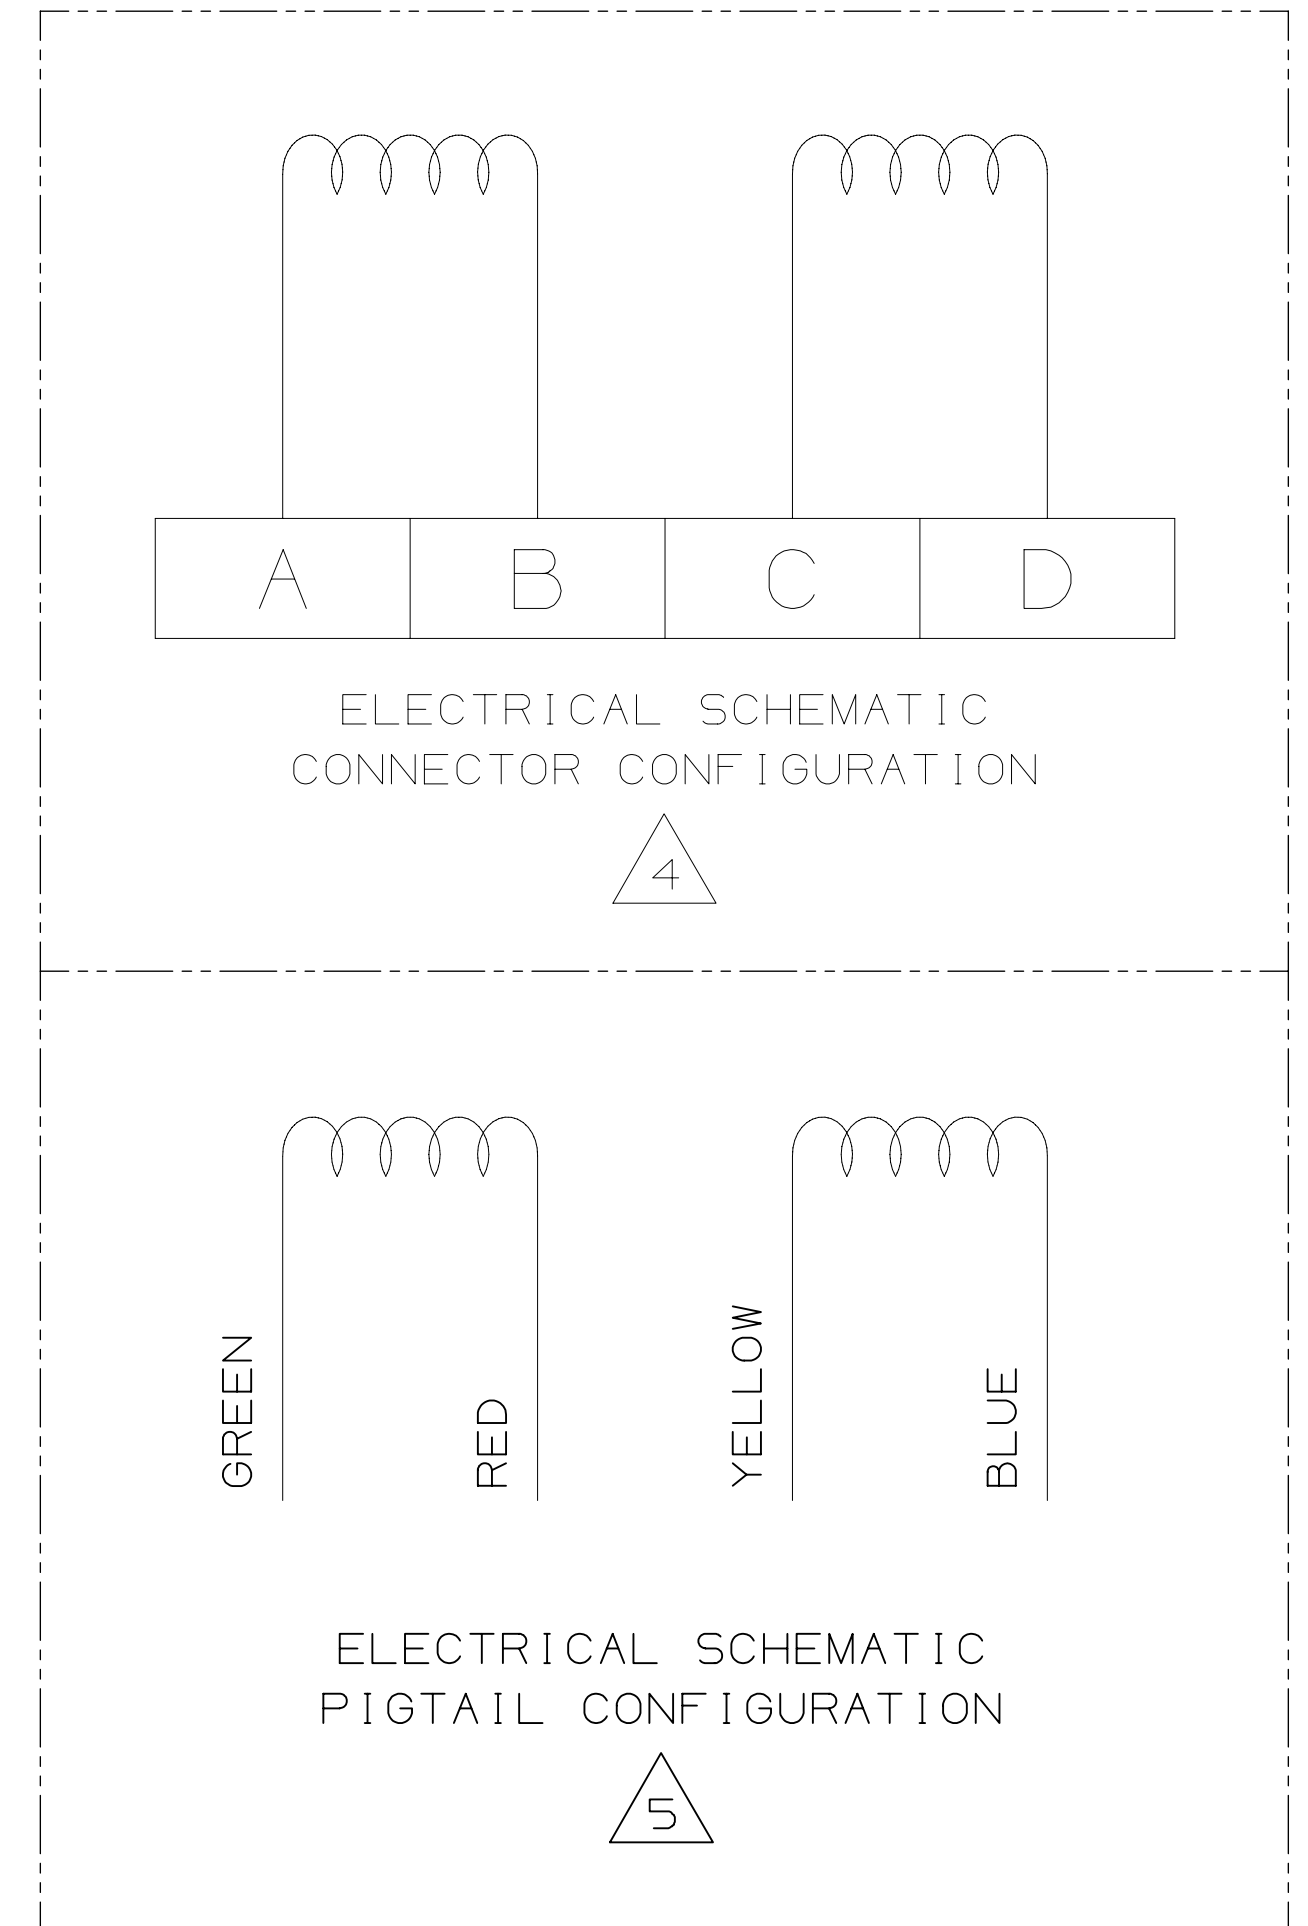 A B C D
ELECTRICAL SCHEMATIC
CONNECTOR CONFIGURATION
4
GREEN
RED
YELLOW
BLUE
ELECTRICAL SCHEMATIC
PIGTAIL CONFIGURATION
5